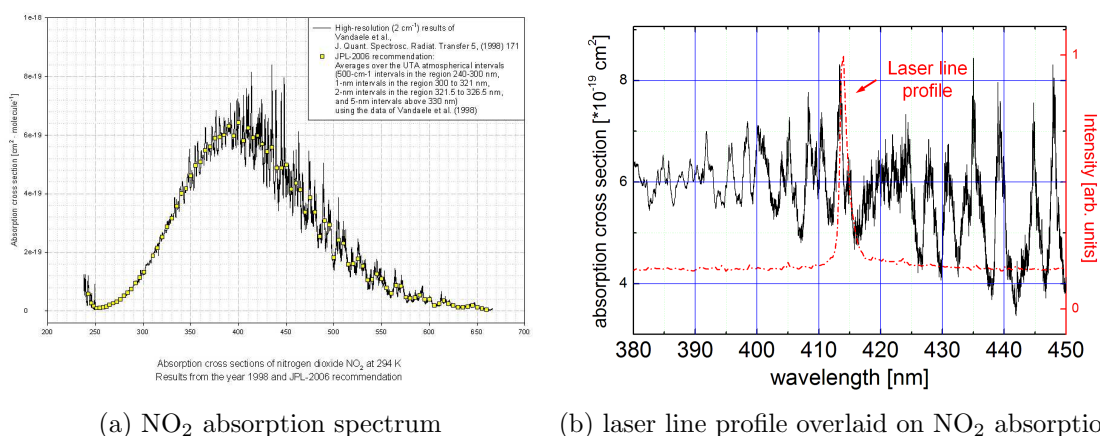 1e-18
High-resolution (2 cm⁻¹) results of
Vandaele et al.,
J. Quant. Spectrosc. Radiat. Transfer 5, (1998) 171
JPL-2006 recommendation:
Averages over the UTA atmospherical intervals
(500-cm-1 intervals in the region 240-300 nm,
1-nm intervals in the region 300 to 321 nm,
2-nm intervals in the region 321.5 to 326.5 nm,
and 5-nm intervals above 330 nm)
using the data of Vandaele et al. (1998)
8e-19
6e-19
4e-19
2e-19
0
Absorption cross section [cm² · molecule⁻¹]
200 250 300 350 400 450 500 550 600 650 700
Absorption cross sections of nitrogen dioxide NO₂ at 294 K
Results from the year 1998 and JPL-2006 recommendation
(a) NO₂ absorption spectrum
absorption cross section [*10⁻¹⁹ cm²]
8
6
4
Laser line
profile
1
0
Intensity [arb. units]
380 390 400 410 420 430 440 450
wavelength [nm]
(b) laser line profile overlaid on NO₂ absorptio